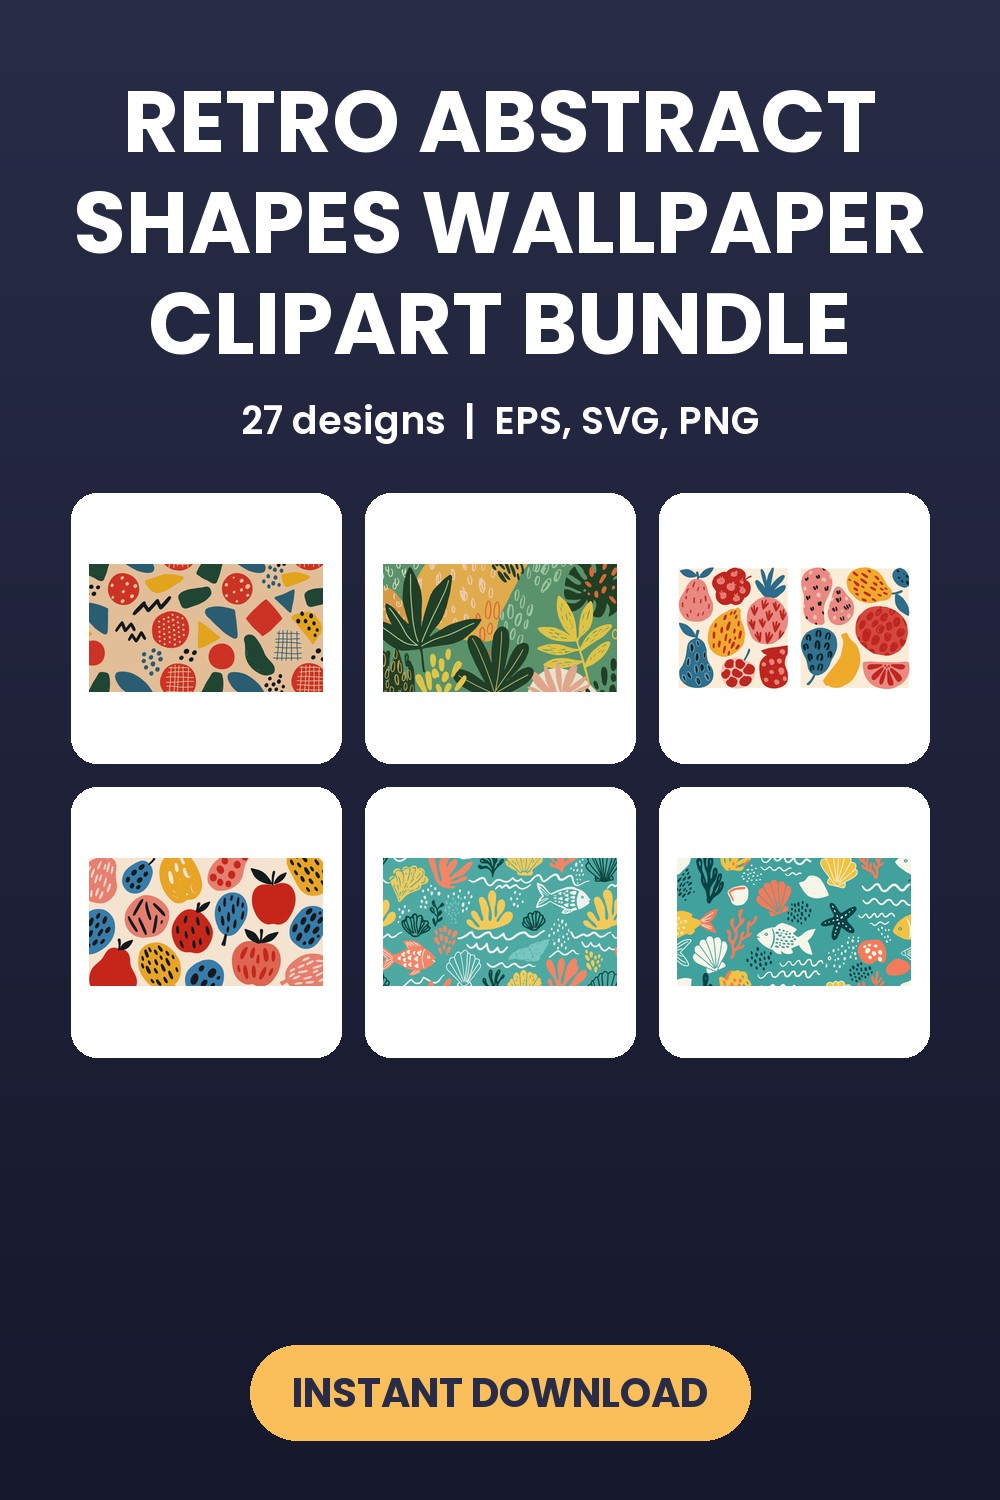 RETRO ABSTRACT
SHAPES WALLPAPER
CLIPART BUNDLE
27 designs | EPS, SVG, PNG
INSTANT DOWNLOAD